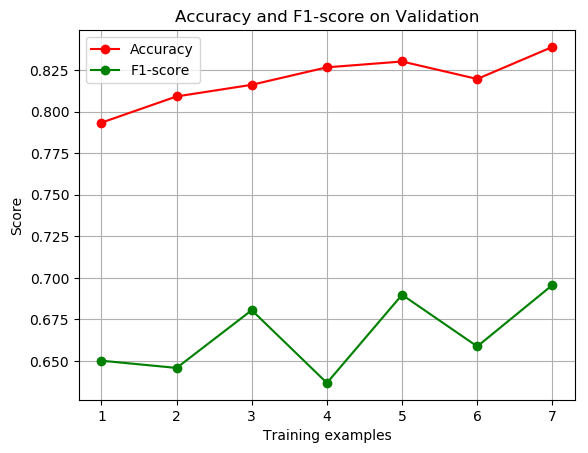 Accuracy and F1-score on Validation
Accuracy
F1-score
0.825
0.800
0.775
0.750
0.725
0.700
0.675
0.650
Score
1 2 3 4 5 6 7
Training examples